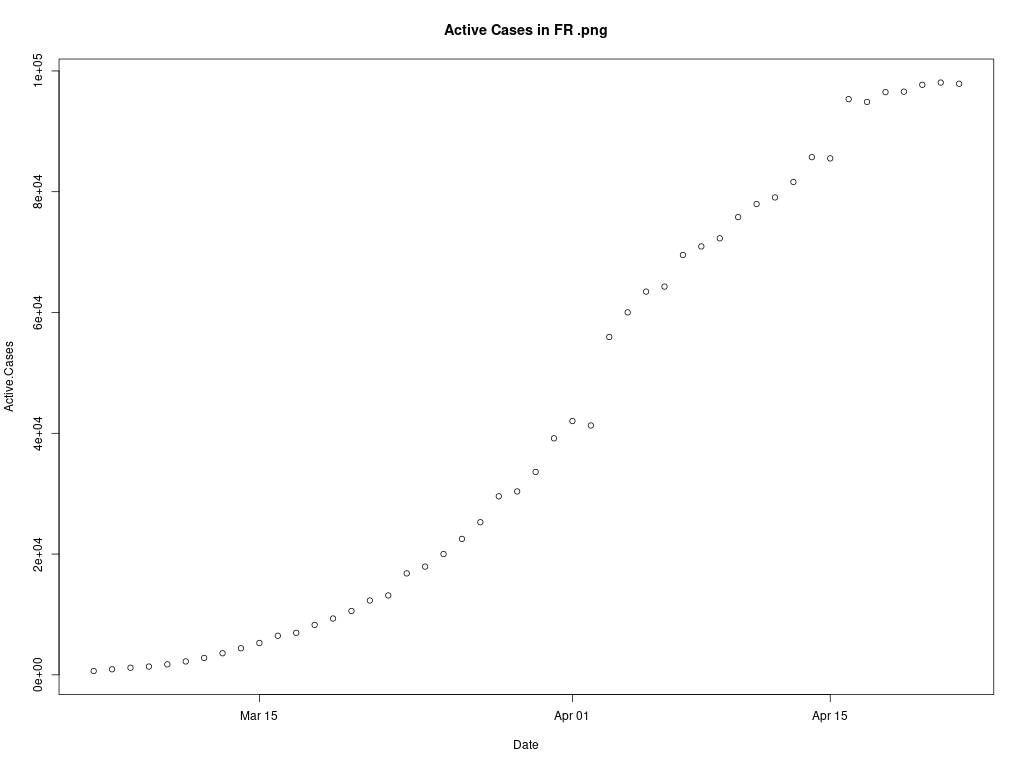 Active Cases in FR .png
1e+05
8e+04
6e+04
4e+04
2e+04
0e+00
Active.Cases
Mar 15
Apr 01
Apr 15
Date